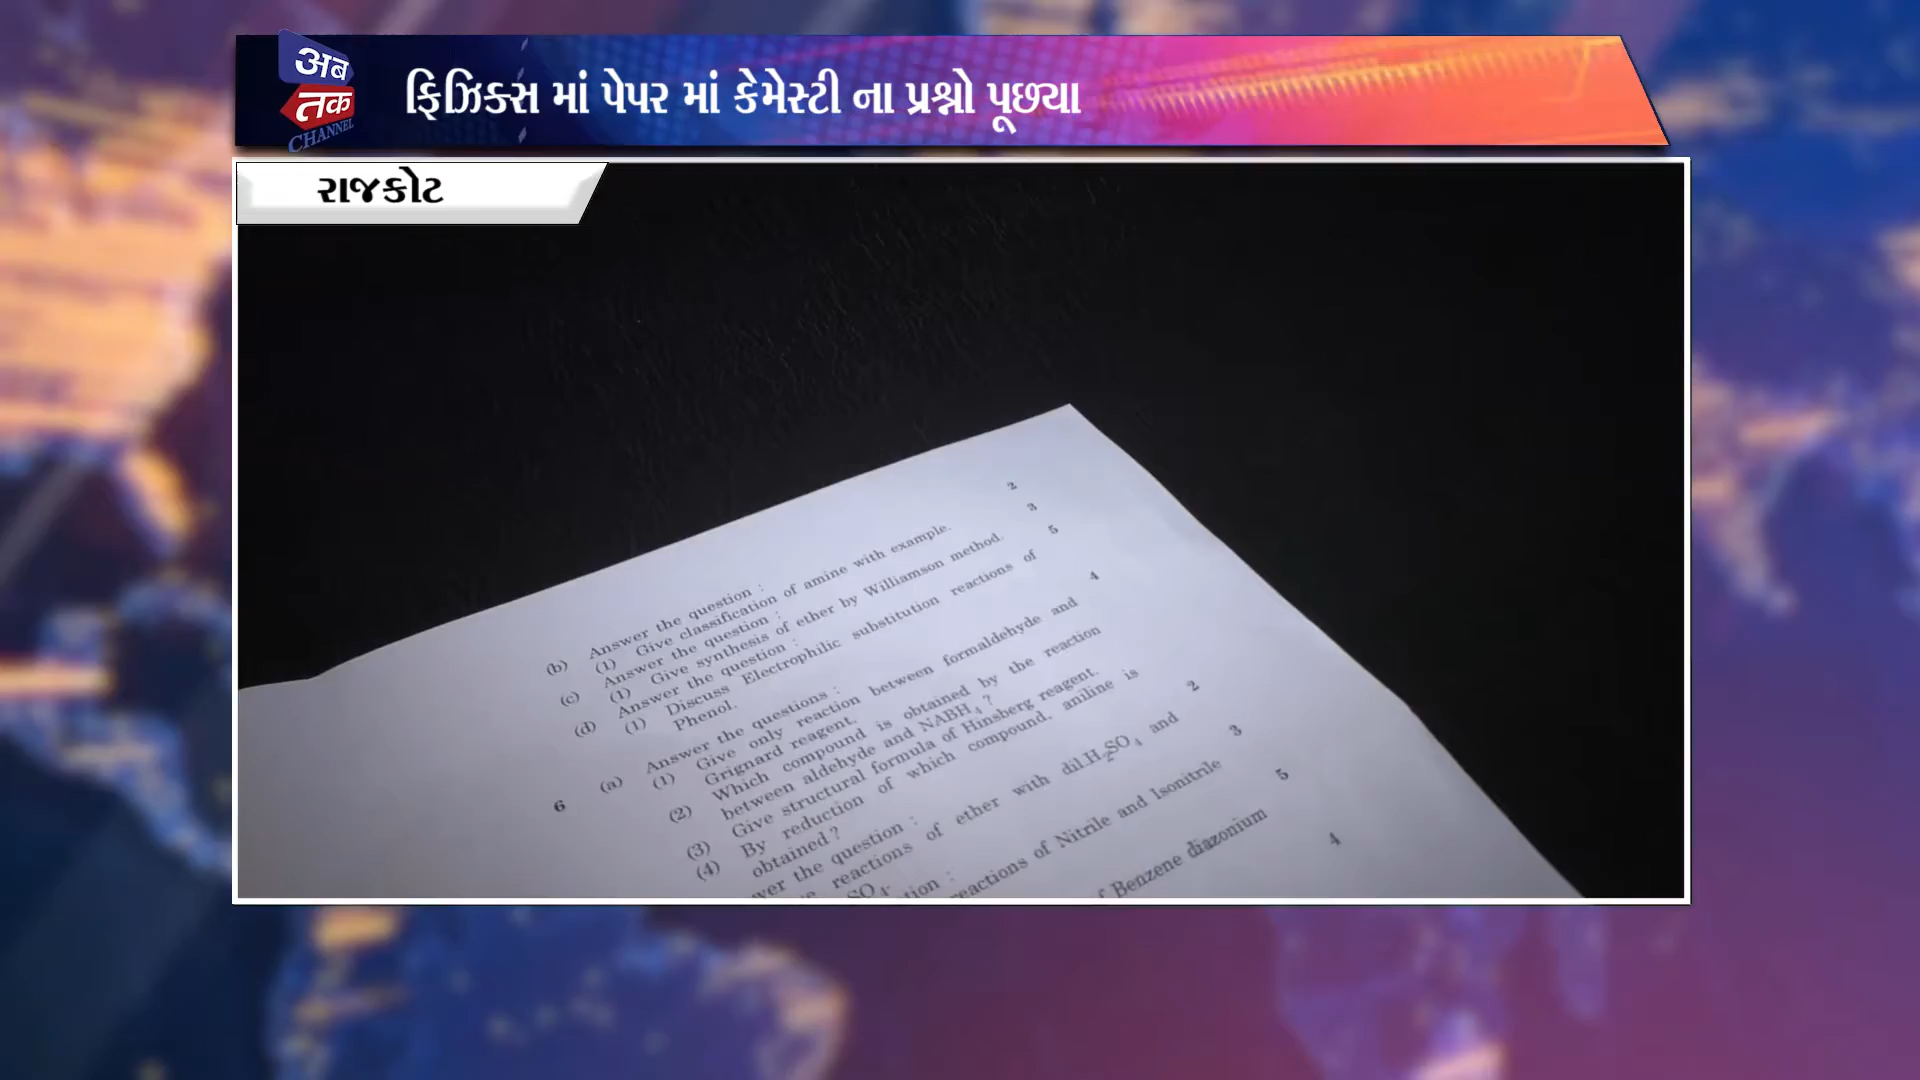 अब
तक
CHANNEL
ફિઝિક્સ માં પેપર માં કેમેસ્ટી ના પ્રશ્નો પૂછ્યા
રાજકોટ
(b) Answer the question : 2
(1) Give classification of amine with example.
(c) Answer the question : 3
(1) Give synthesis of ether by Williamson method.
(d) Answer the question : 5
(1) Discuss Electrophilic substitution reactions of
Phenol.
6 (a) Answer the questions : 4
(1) Give only reaction between formaldehyde and
Grignard reagent.
(2) Which compound is obtained by the reaction
between aldehyde and NABH4 ?
(3) Give structural formula of Hinsberg reagent.
(4) By reduction of which compound, aniline is
obtained ?
the question : 2
reactions of ether with dil.H2SO4 and
SO4.
3
reactions of Nitrile and Isonitrile
5
Benzene diazonium
4